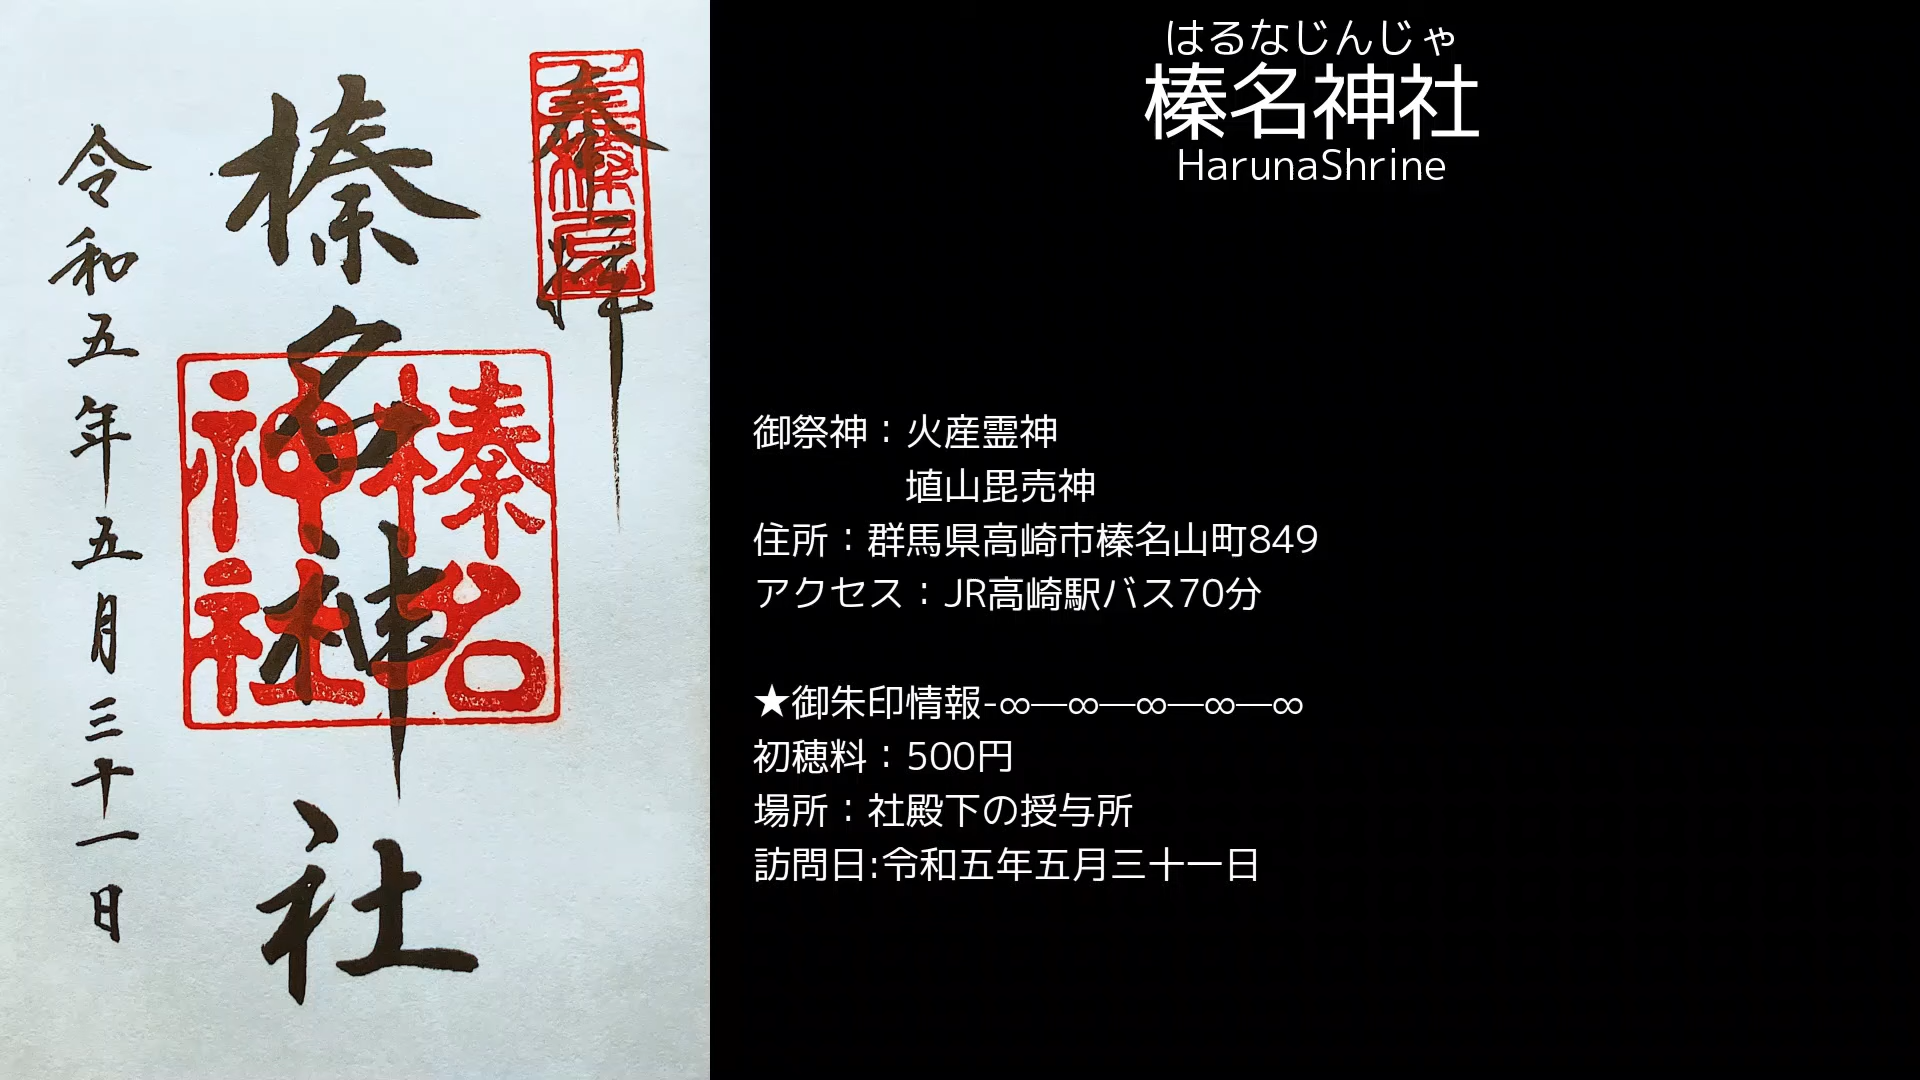 奉拝
榛名神社
榛名神社
令和五年五月三十一日
はるなじんじゃ
榛名神社
HarunaShrine
御祭神：火産霊神
埴山毘売神
住所：群馬県高崎市榛名山町849
アクセス：JR高崎駅バス70分
★御朱印情報-∞―∞―∞―∞―∞
初穂料：500円
場所：社殿下の授与所
訪問日:令和五年五月三十一日